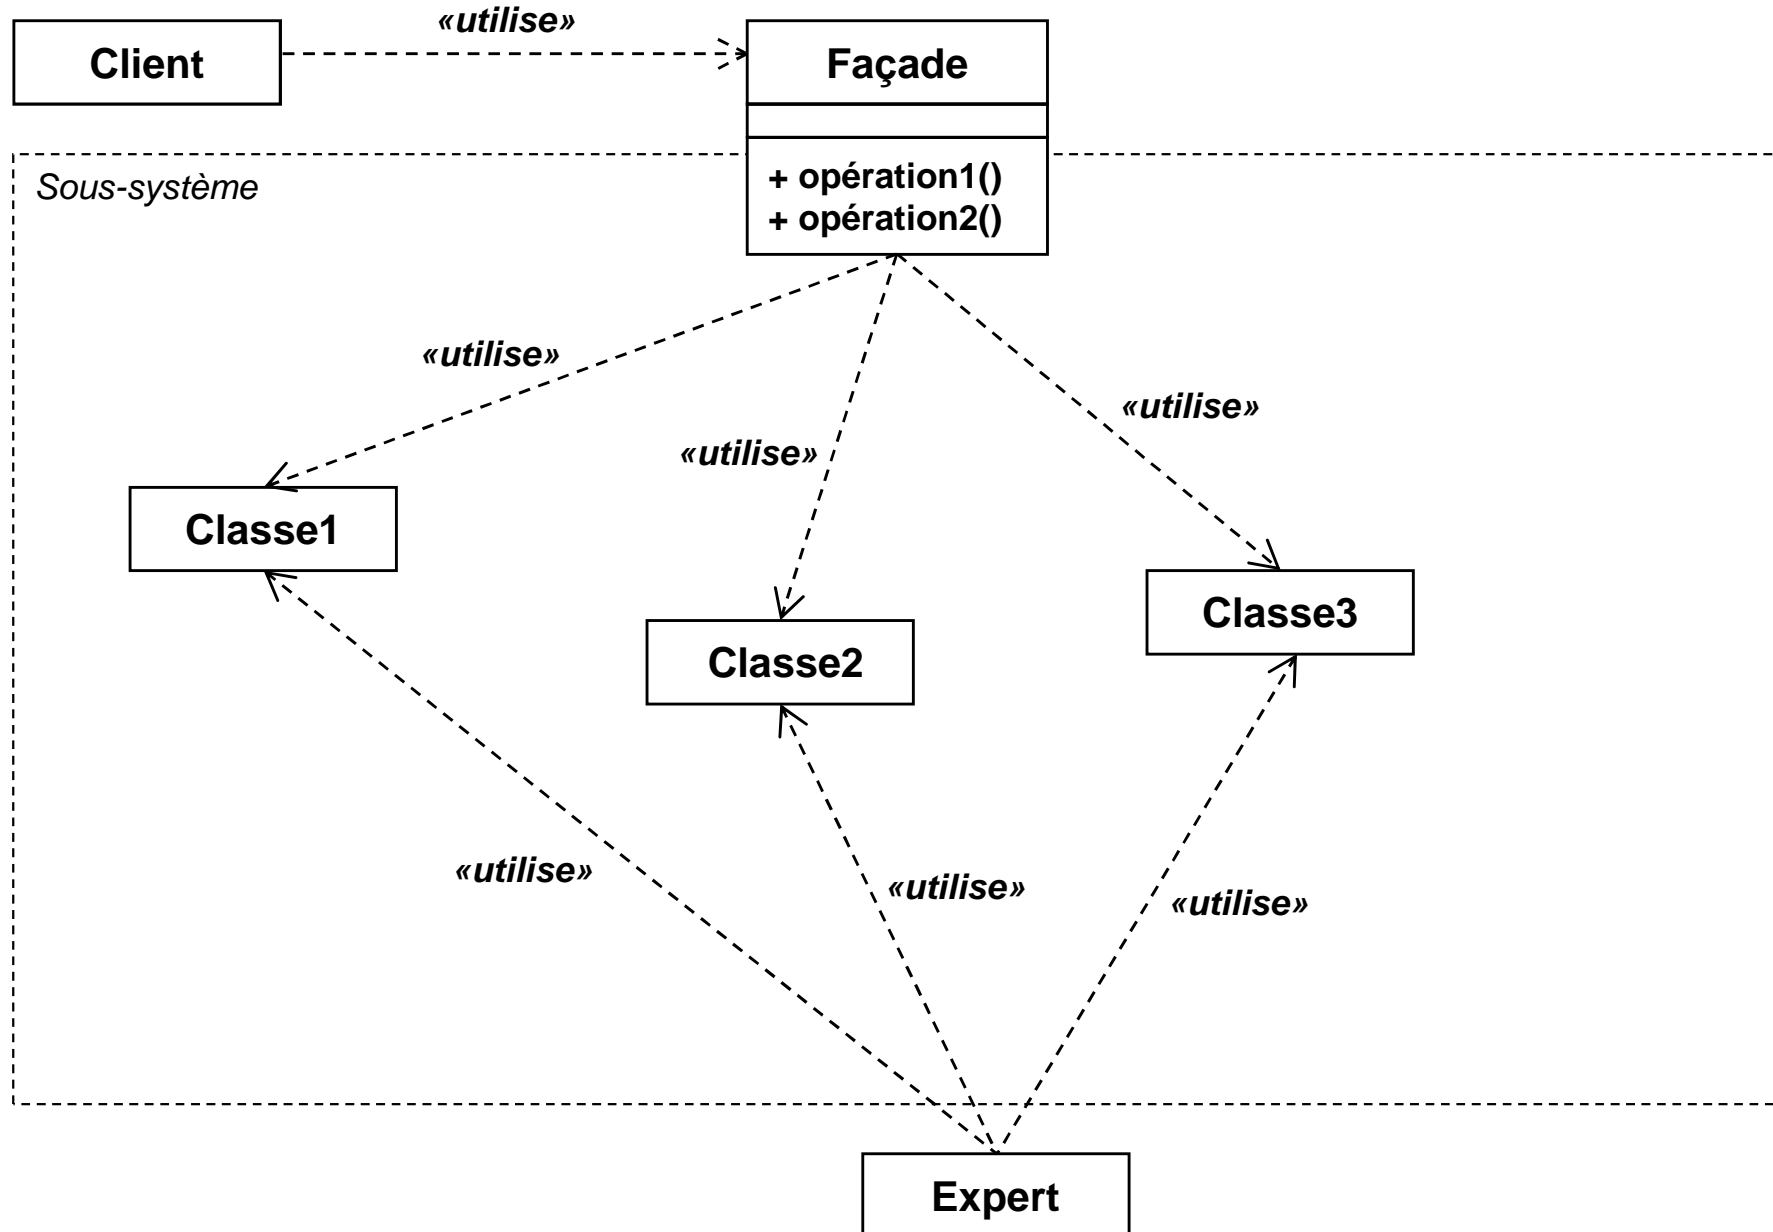 «utilise»
Client
Façade
Sous-système
+ opération1()
+ opération2()
«utilise»
«utilise»
«utilise»
Classe1
Classe3
Classe2
«utilise»
«utilise»
«utilise»
Expert